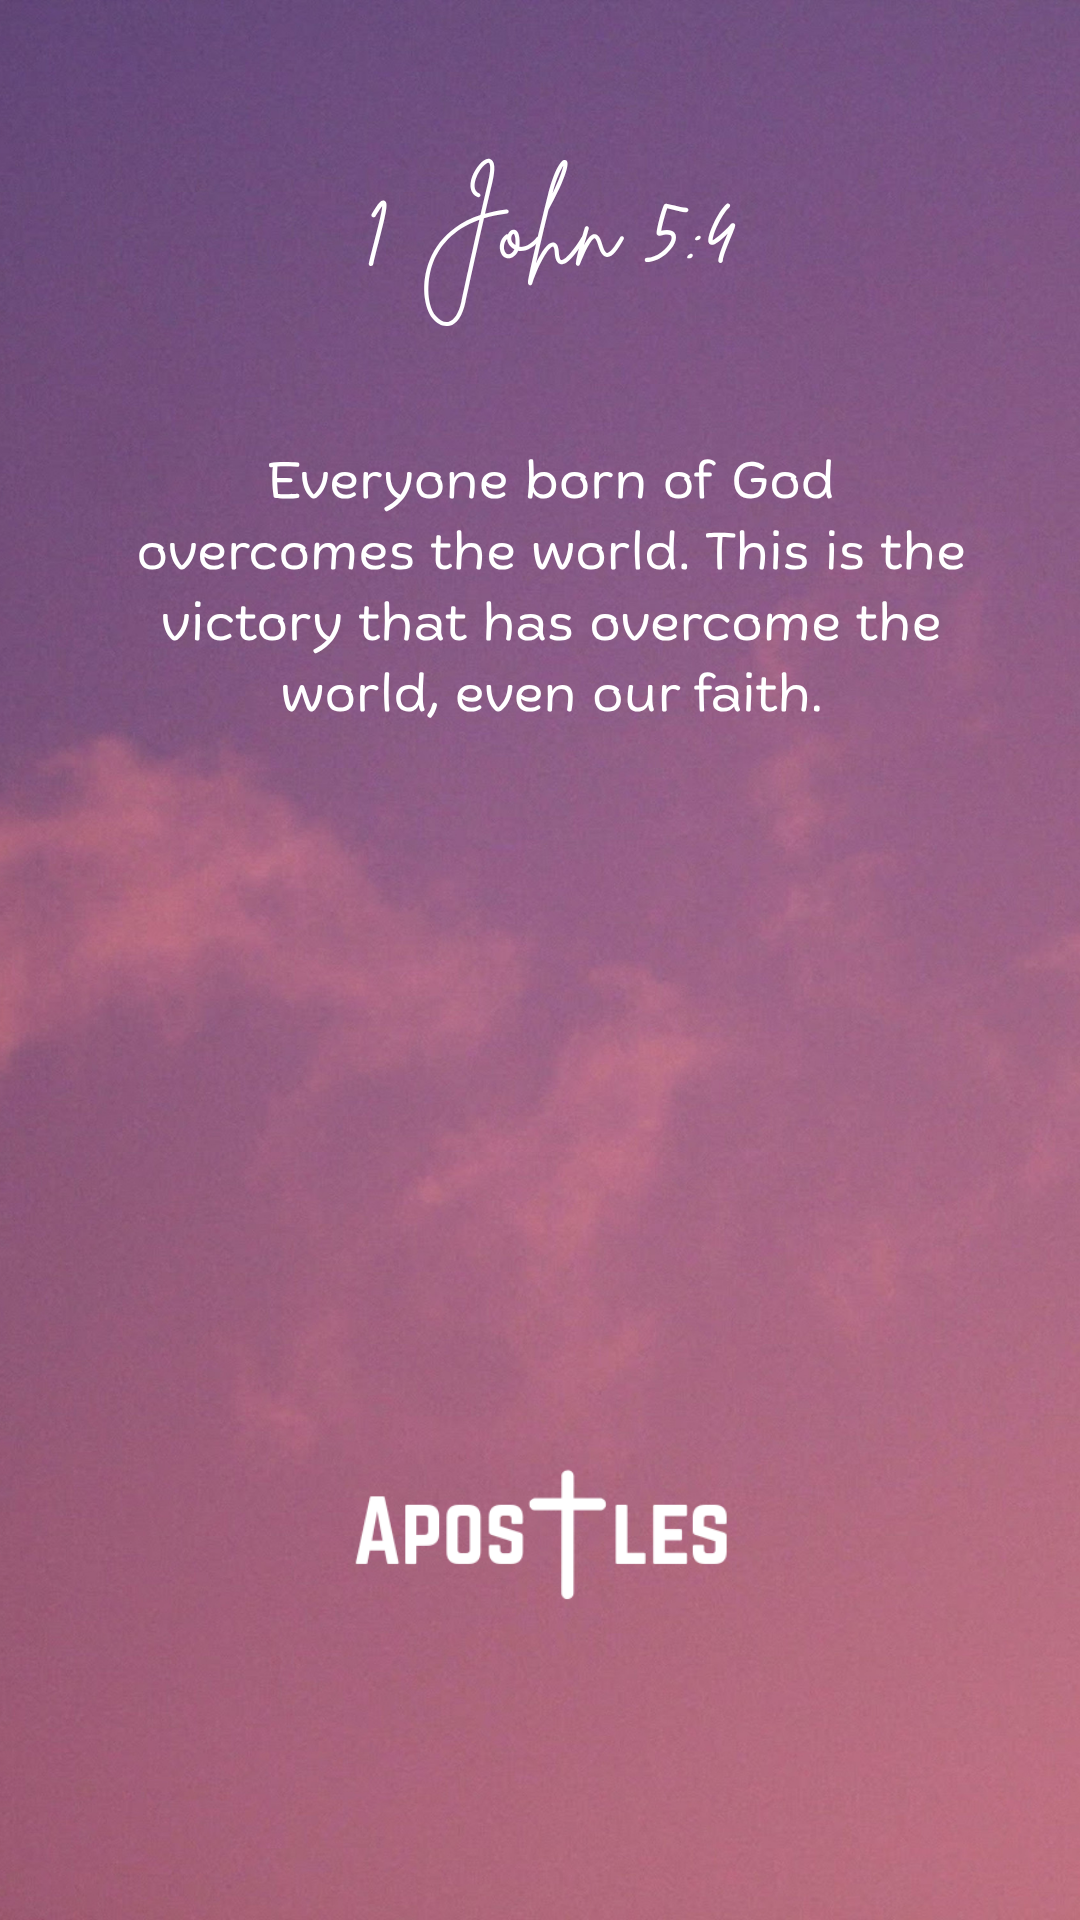 1 John 5:4
Everyone born of God
overcomes the world. This is the
victory that has overcome the
world, even our faith.
APOSTLES